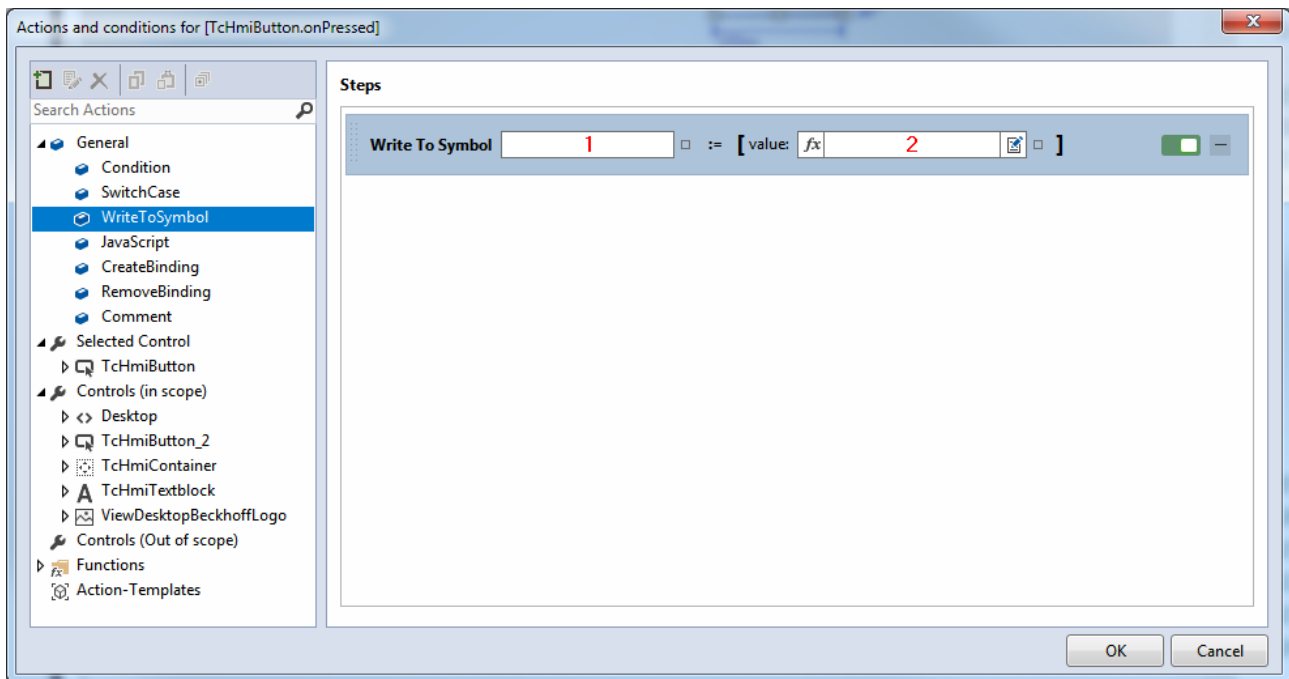 Actions and conditions for [TcHmiButton.onPressed]
Search Actions
General
Condition
SwitchCase
WriteToSymbol
JavaScript
CreateBinding
RemoveBinding
Comment
Selected Control
TcHmiButton
Controls (in scope)
Desktop
TcHmiButton_2
TcHmiContainer
TcHmiTextblock
ViewDesktopBeckhoffLogo
Controls (Out of scope)
Functions
Action-Templates
Steps
Write To Symbol 1 := [ value: fx 2 ]
OK Cancel